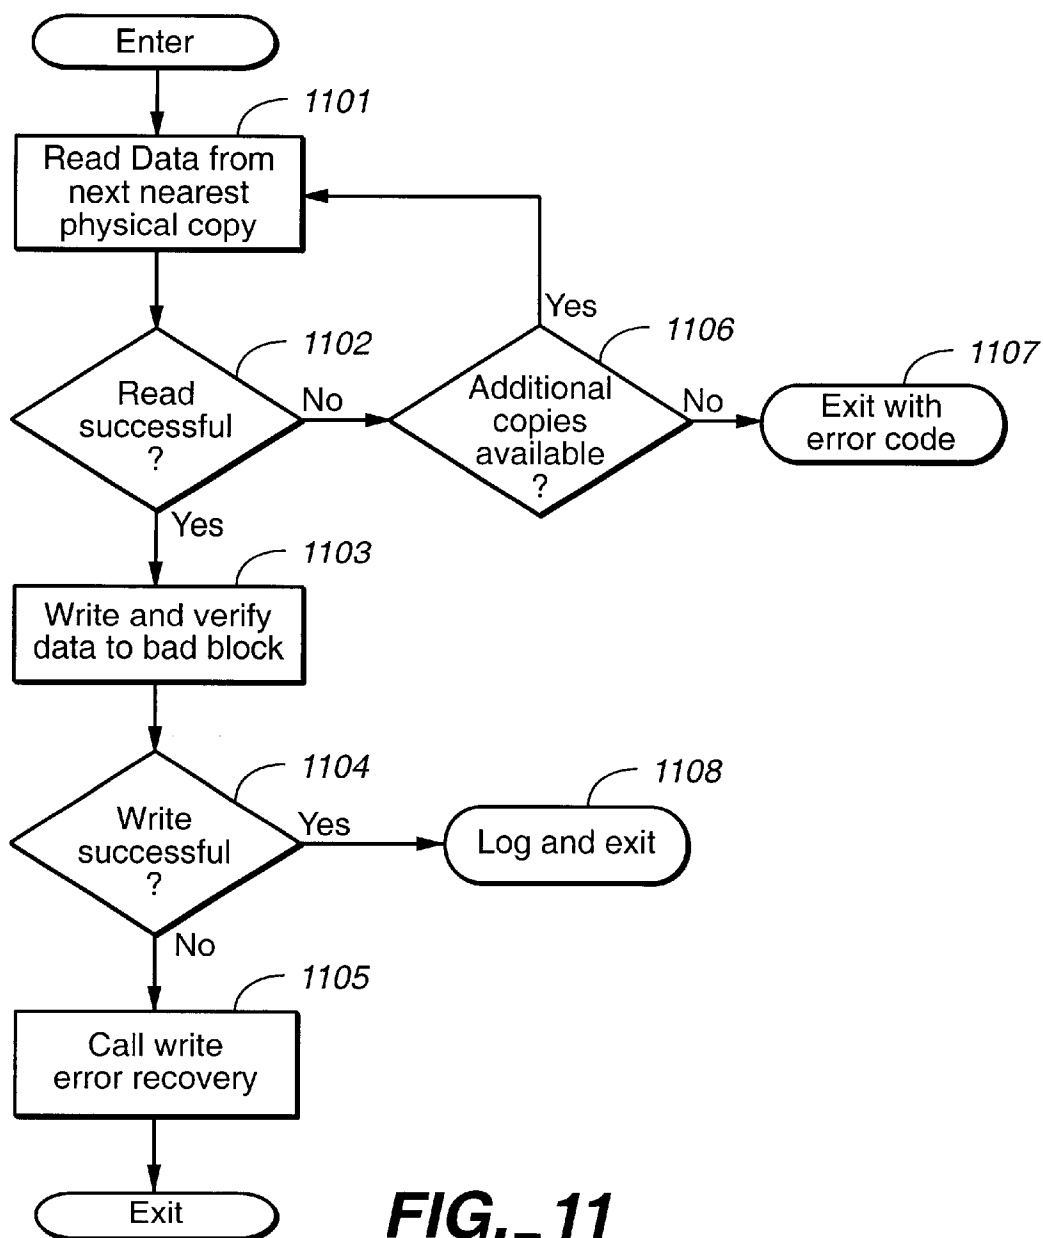 Enter
1101
Read Data from
next nearest
physical copy
Yes
1102
1106
1107
Read
successful
?
No
Additional
copies
available
?
No
Exit with
error code
Yes
1103
Write and verify
data to bad block
1104
1108
Write
successful
?
Yes
Log and exit
No
1105
Call write
error recovery
Exit
FIG._11